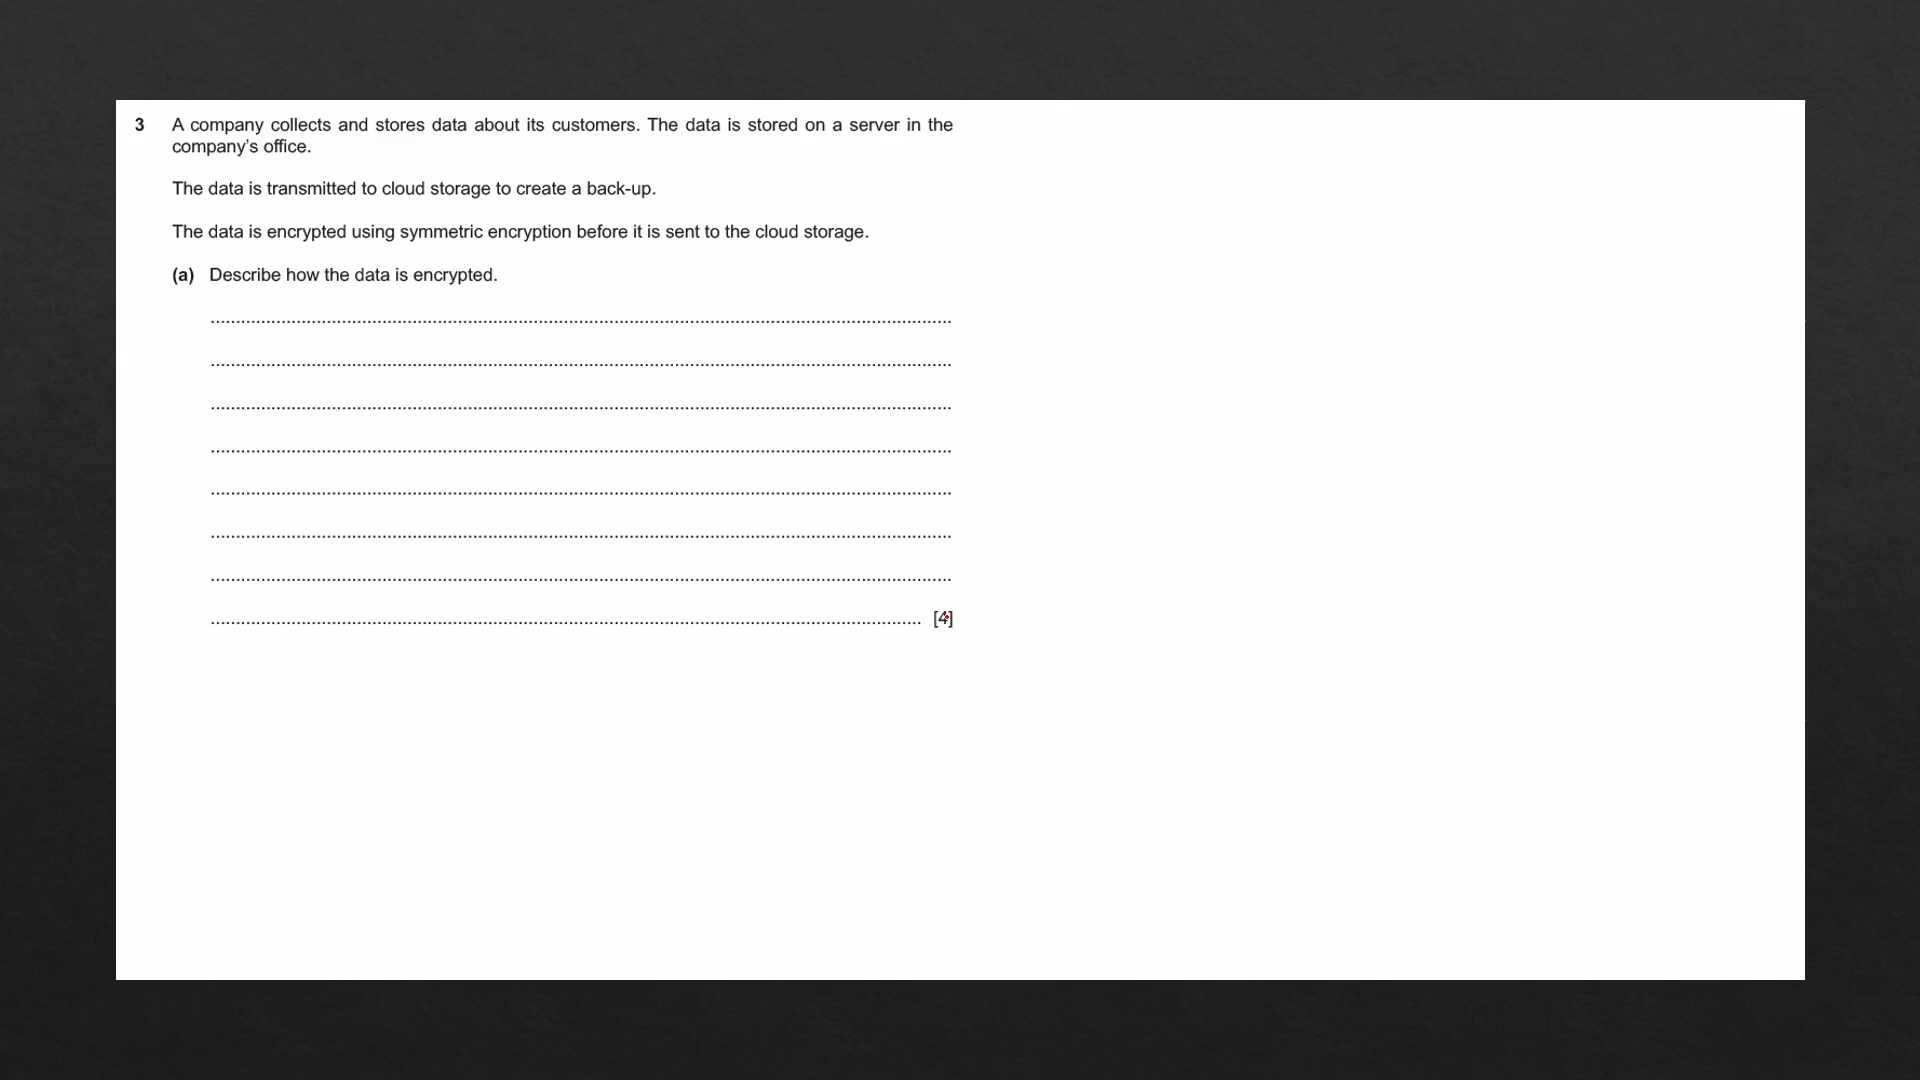 3 A company collects and stores data about its customers. The data is stored on a server in the
company's office.
The data is transmitted to cloud storage to create a back-up.
The data is encrypted using symmetric encryption before it is sent to the cloud storage.
(a) Describe how the data is encrypted.
..........................................................................................................................................................
..........................................................................................................................................................
..........................................................................................................................................................
..........................................................................................................................................................
..........................................................................................................................................................
..........................................................................................................................................................
..........................................................................................................................................................
.................................................................................................................................................... [4]